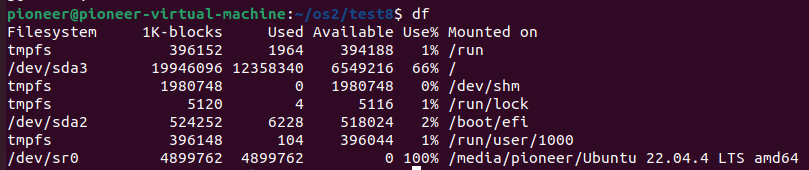 pioneer@pioneer-virtual-machine:~/os2/test8$ df
Filesystem     1K-blocks     Used Available Use% Mounted on
tmpfs             396152     1964    394188   1% /run
/dev/sda3       19946096 12358340   6549216  66% /
tmpfs            1980748        0   1980748   0% /dev/shm
tmpfs               5120        4      5116   1% /run/lock
/dev/sda2         524252     6228    518024   2% /boot/efi
tmpfs             396148      104    396044   1% /run/user/1000
/dev/sr0         4899762  4899762         0 100% /media/pioneer/Ubuntu 22.04.4 LTS amd64